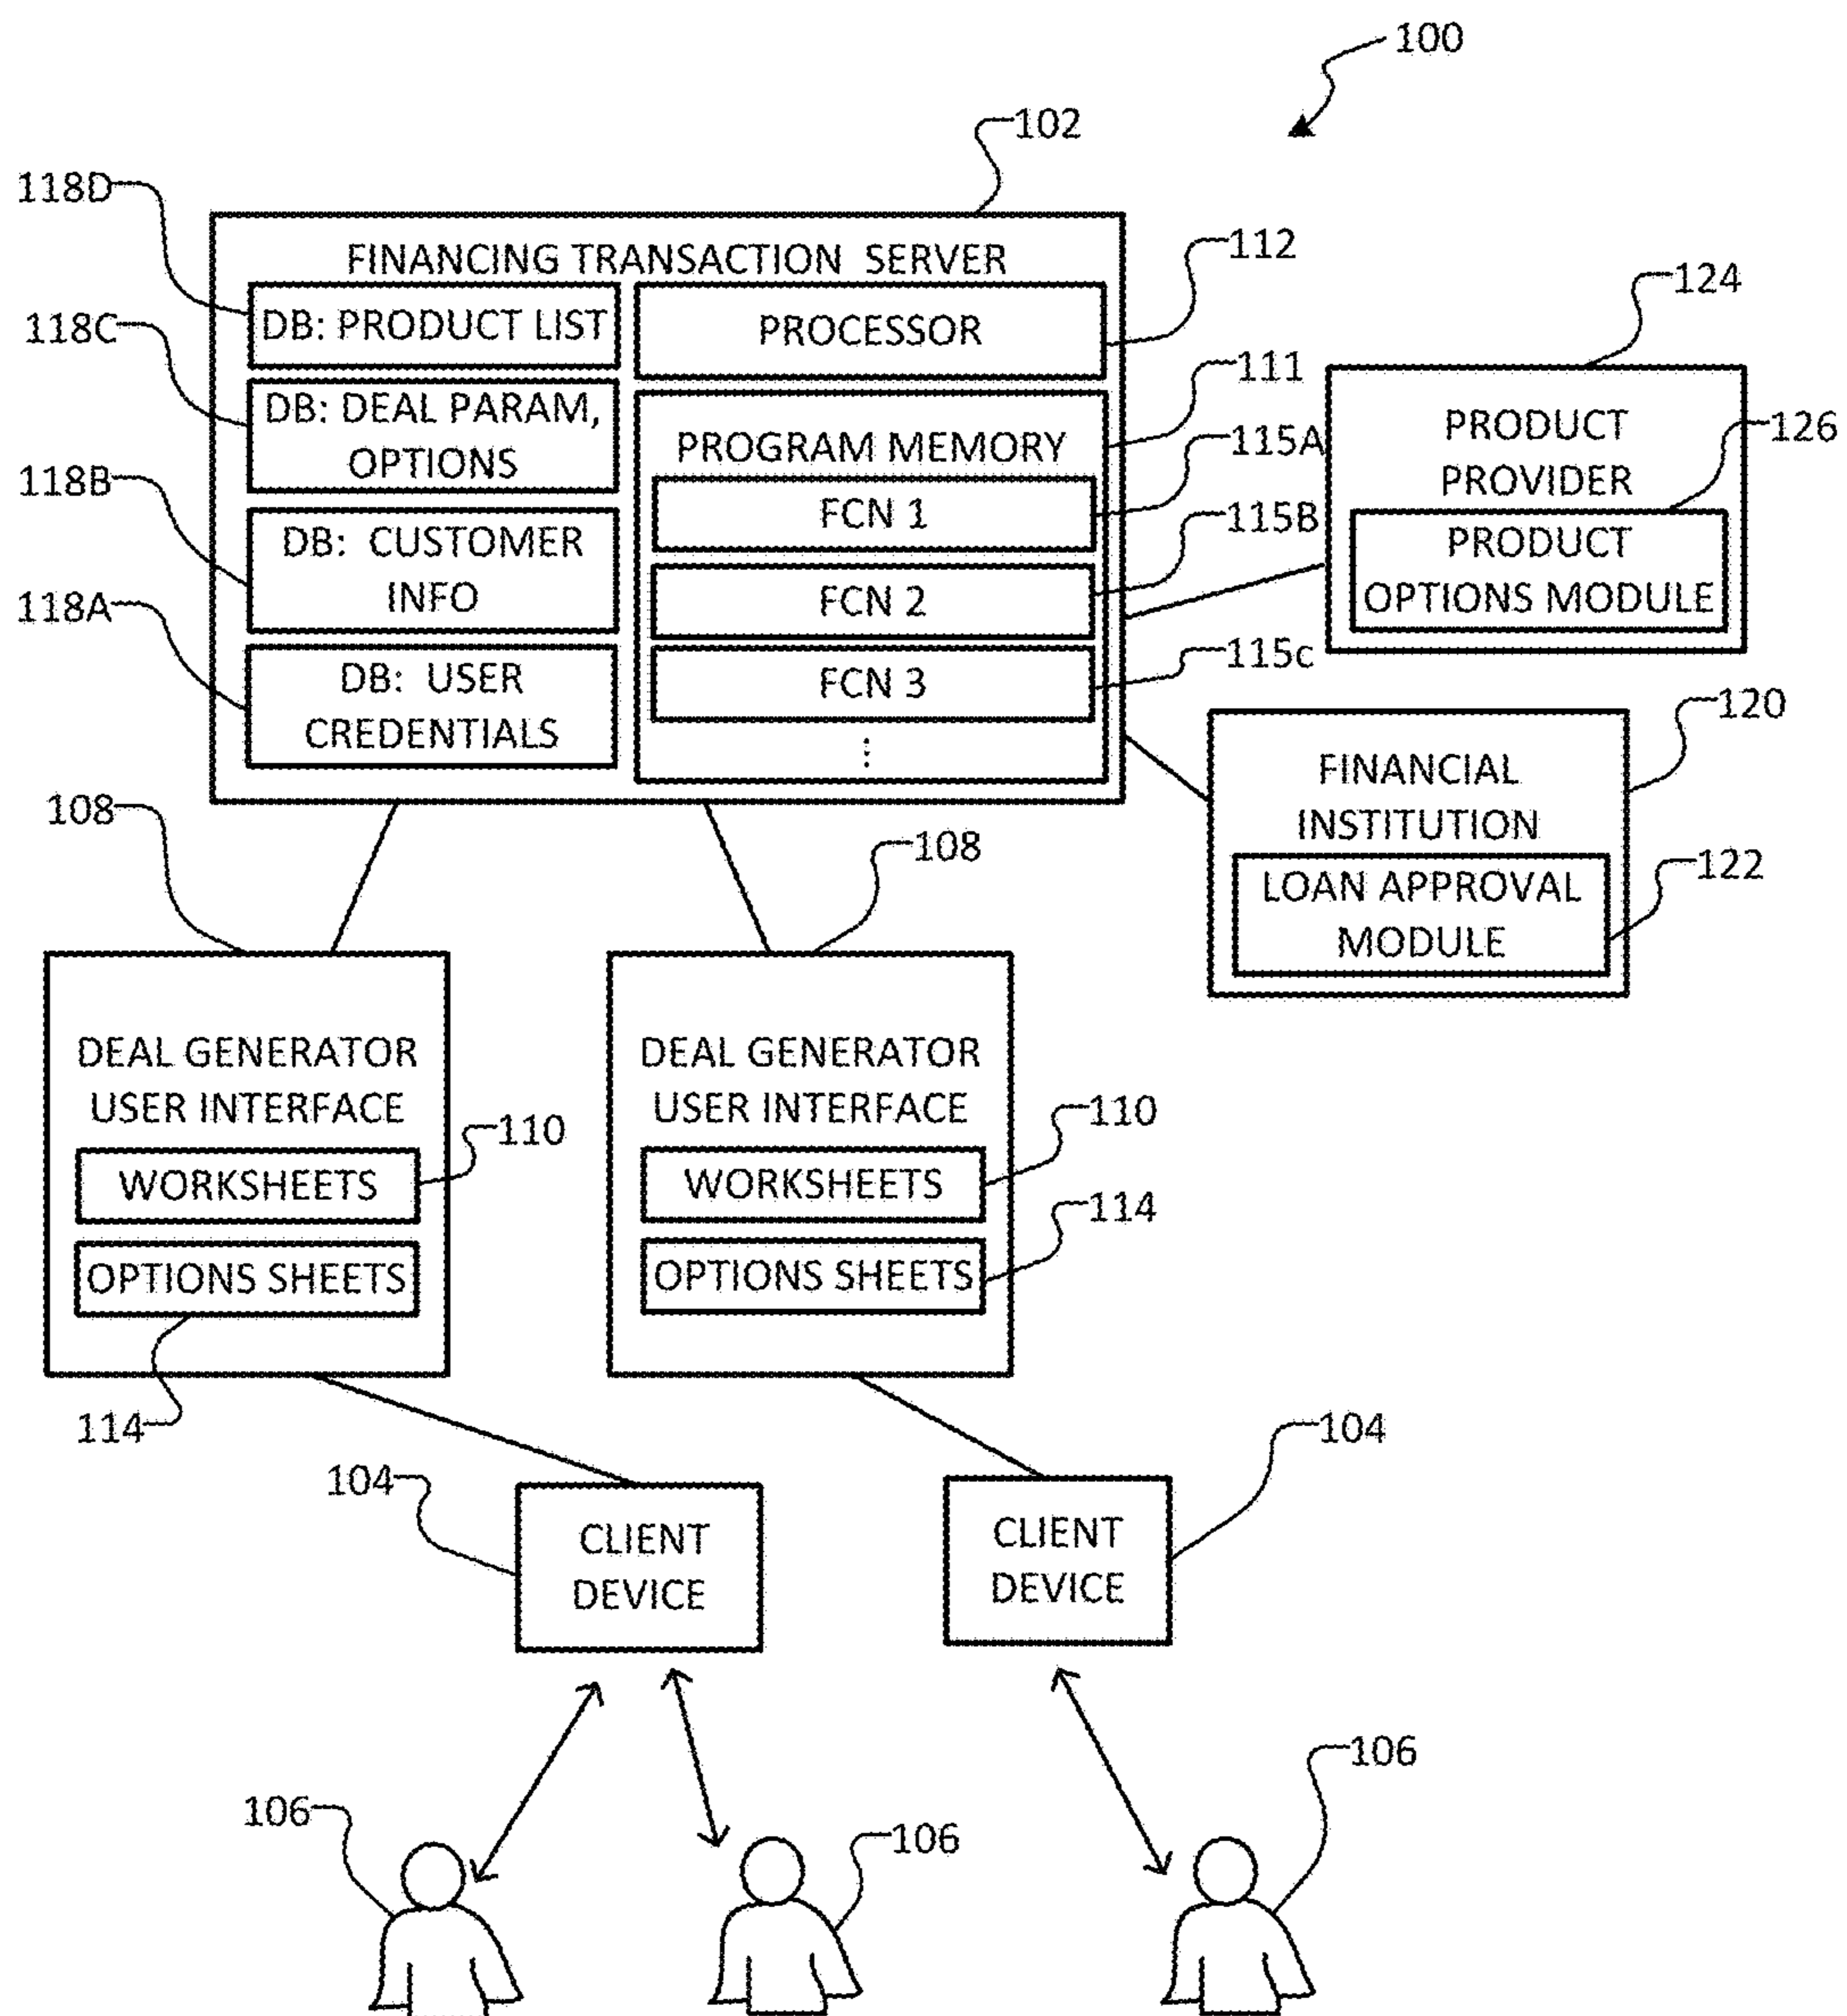 100
102
118D
FINANCING TRANSACTION SERVER
112
DB: PRODUCT LIST
PROCESSOR
124
118C
DB: DEAL PARAM,
OPTIONS
111
PROGRAM MEMORY
115A
PRODUCT
PROVIDER
126
118B
DB: CUSTOMER
INFO
FCN 1
115B
PRODUCT
OPTIONS MODULE
118A
FCN 2
DB: USER
CREDENTIALS
FCN 3
115c
⋮
120
FINANCIAL
INSTITUTION
LOAN APPROVAL
MODULE
122
108
108
DEAL GENERATOR
USER INTERFACE
110
WORKSHEETS
OPTIONS SHEETS
114
DEAL GENERATOR
USER INTERFACE
110
WORKSHEETS
114
OPTIONS SHEETS
104
CLIENT
DEVICE
104
CLIENT
DEVICE
106
106
106